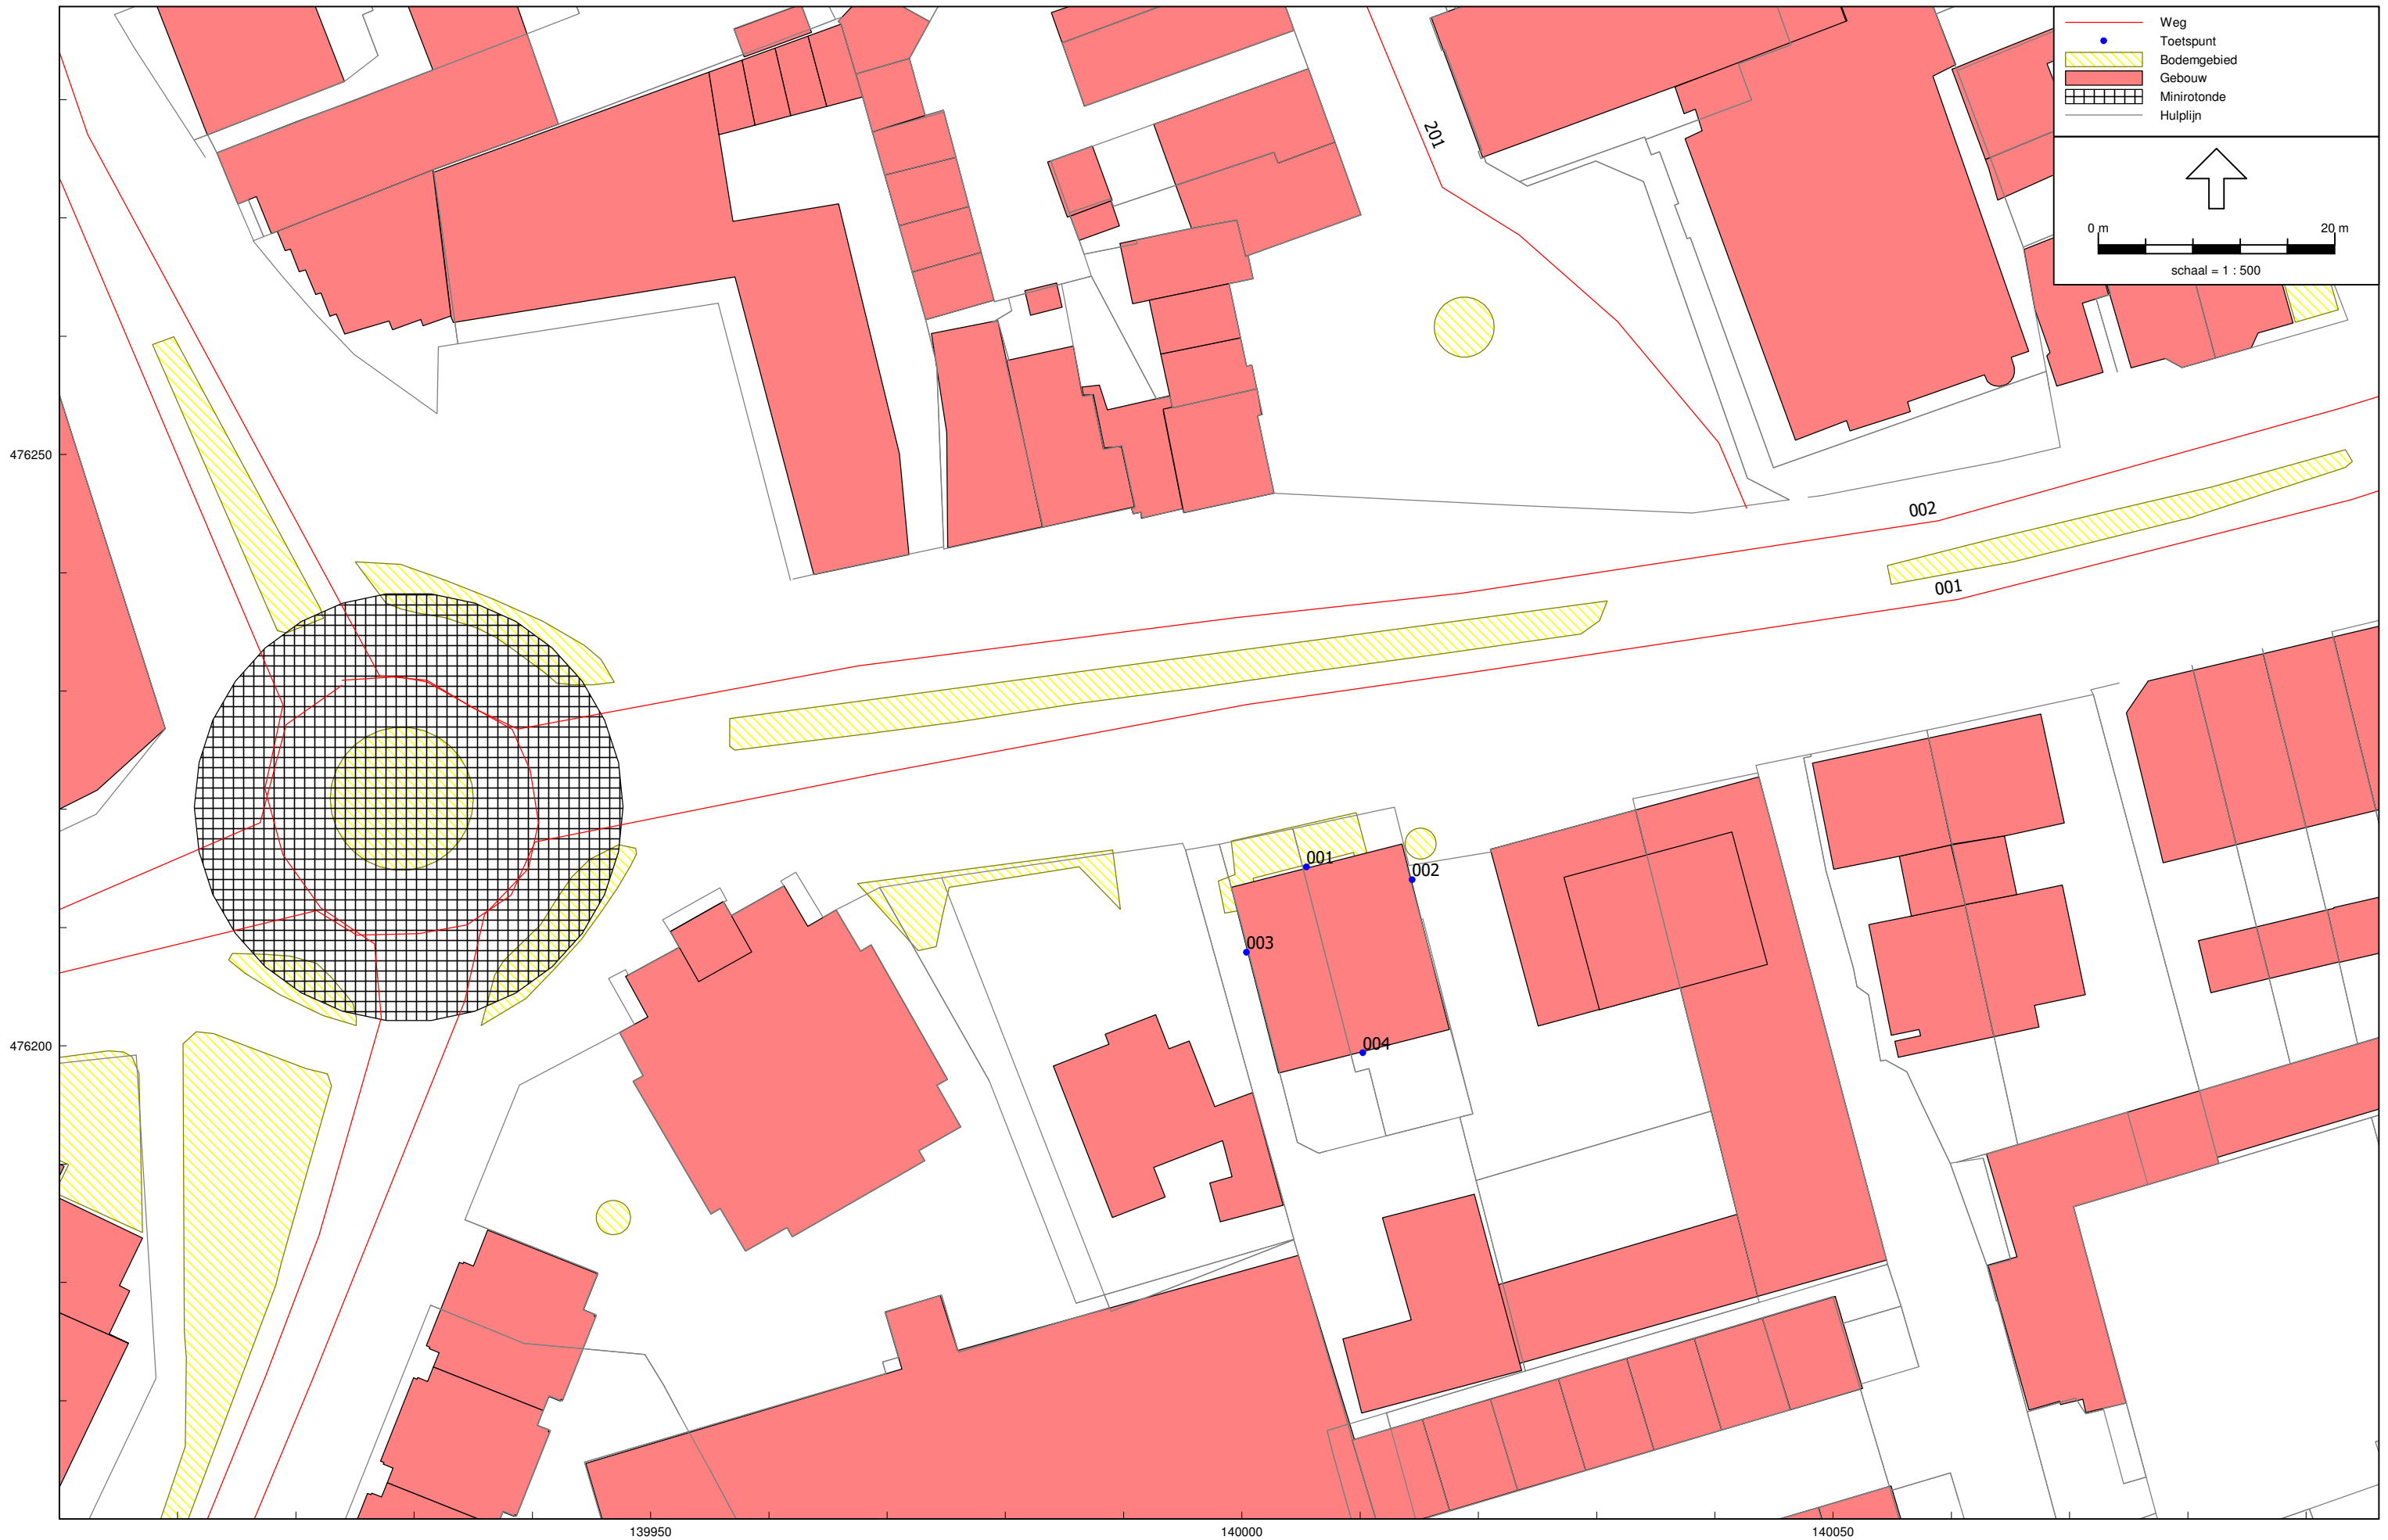 Weg
Toetspunt
Bodemgebied
Gebouw
Minirotonde
Hulplijn
0 m 20 m
schaal = 1 : 500
201
476250
002
001
001
002
003
004
476200
139950 140000 140050